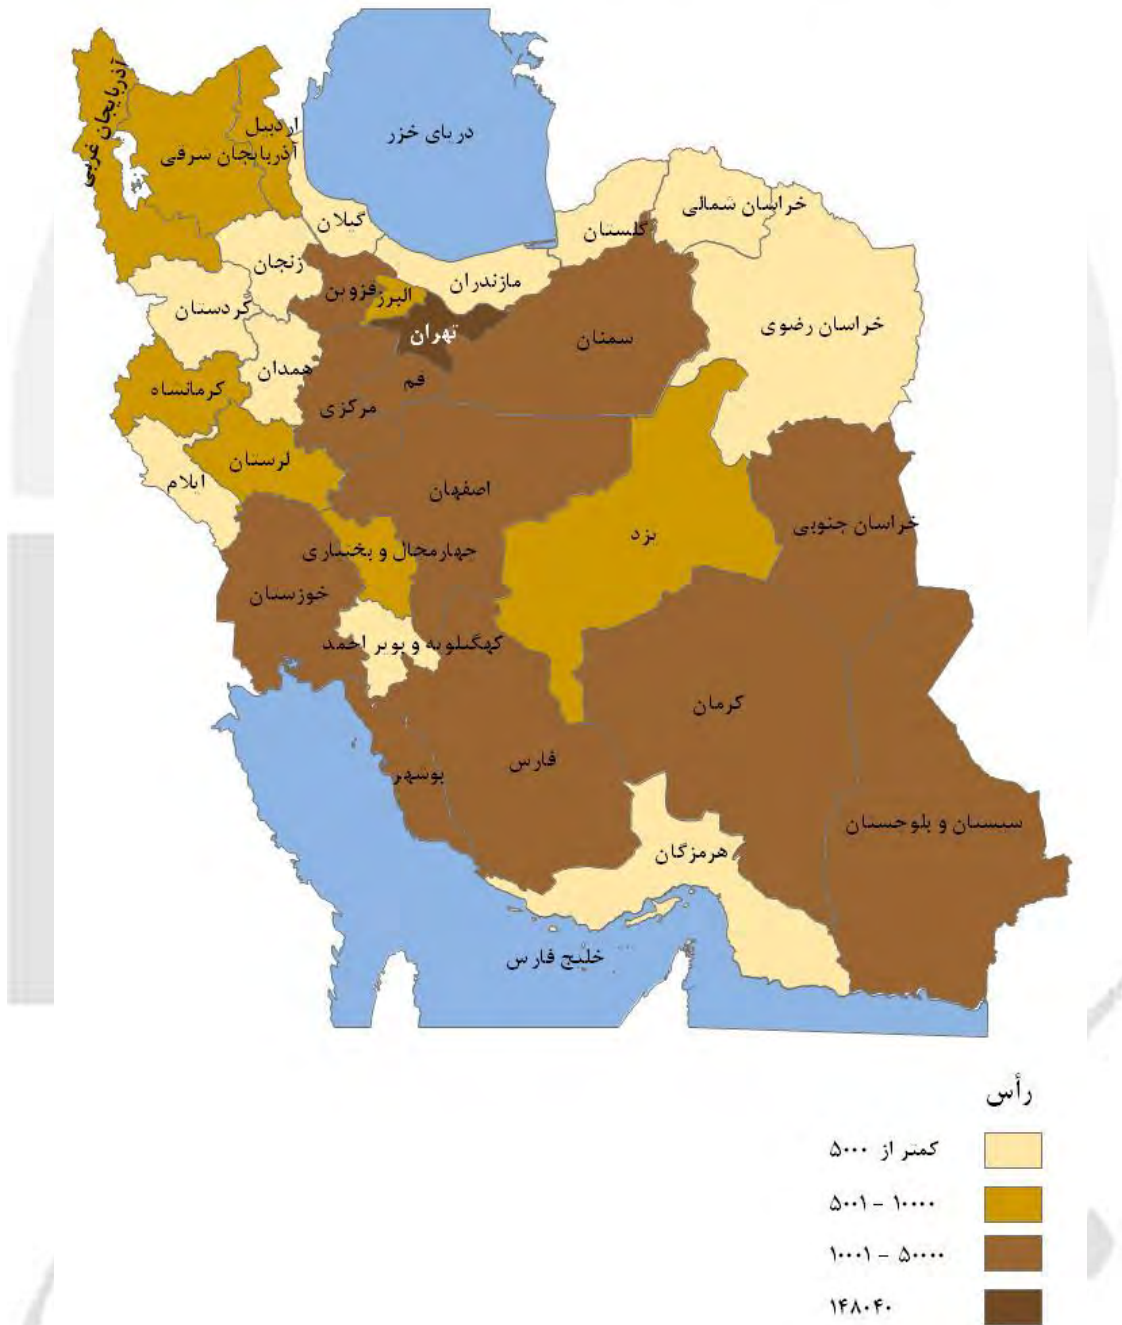 آذربایجان غربی
اردبیل
آذربایجان شرقی
دریای خزر
گیلان
گلستان
خراسان شمالی
زنجان
مازندران
کردستان
قزوین
البرز
تهران
سمنان
خراسان رضوی
همدان
کرمانشاه
قم
مرکزی
لرستان
ایلام
اصفهان
یزد
خراسان جنوبی
چهارمحال و بختیاری
خوزستان
کهگیلویه و بویر احمد
کرمان
فارس
بوشهر
سیستان و بلوچستان
هرمزگان
خلیج فارس
رأس
کمتر از ۵۰۰۰
۵۰۰۱ - ۱۰۰۰۰
۱۰۰۰۱ - ۵۰۰۰۰
۱۴۸۰۴۰